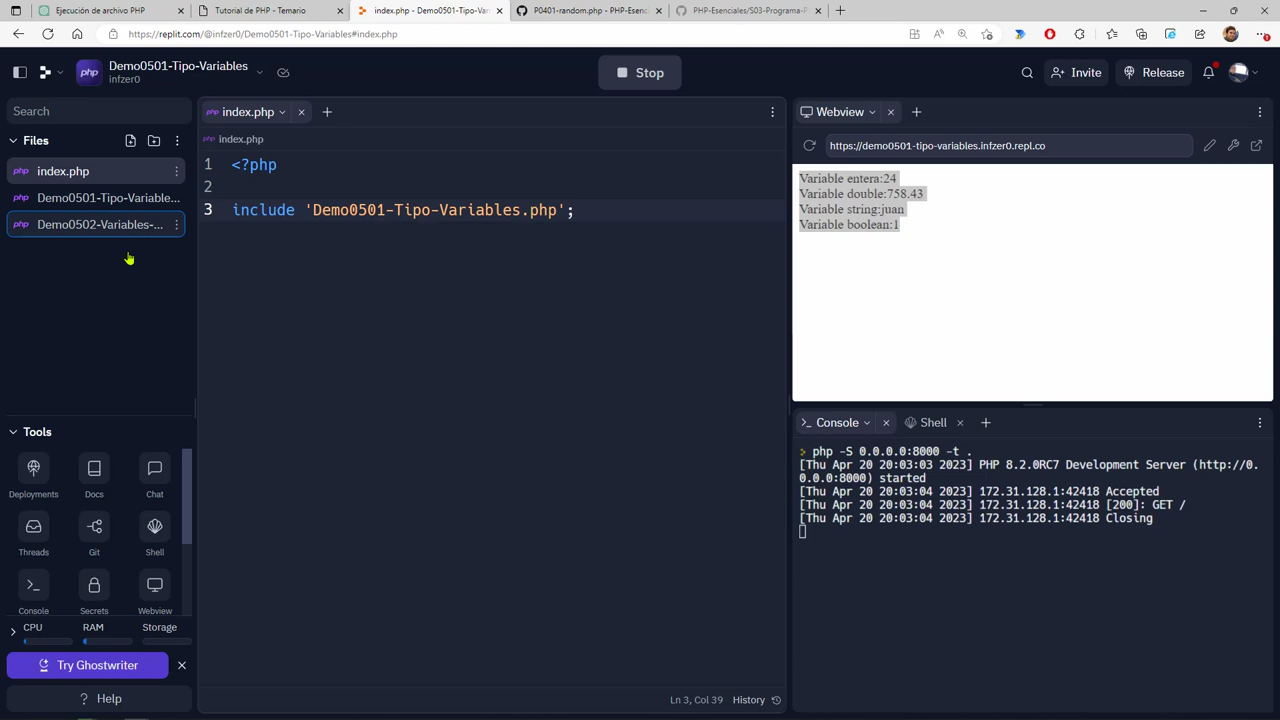 Ejecución de archivo PHP
Tutorial de PHP - Temario
index.php - Demo0501-Tipo-Var
P0401-random.php - PHP-Esenc
PHP-Esenciales/S03-Programa-P
https://replit.com/@infzer0/Demo0501-Tipo-Variables#index.php
php
Demo0501-Tipo-Variables
infzer0
Stop
Invite
Release
Search
Files
php index.php
php Demo0501-Tipo-Variable...
php Demo0502-Variables-...
Tools
Deployments
Docs
Chat
Threads
Git
Shell
Console
Secrets
Webview
CPU
RAM
Storage
Try Ghostwriter
Help
php index.php
php index.php
1 <?php
2
3 include 'Demo0501-Tipo-Variables.php';
Ln 3, Col 39
History
Webview
https://demo0501-tipo-variables.infzer0.repl.co
Variable entera:24
Variable double:758.43
Variable string:juan
Variable boolean:1
Console
Shell
php -S 0.0.0.0:8000 -t .
[Thu Apr 20 20:03:03 2023] PHP 8.2.0RC7 Development Server (http://0.
0.0.0:8000) started
[Thu Apr 20 20:03:04 2023] 172.31.128.1:42418 Accepted
[Thu Apr 20 20:03:04 2023] 172.31.128.1:42418 [200]: GET /
[Thu Apr 20 20:03:04 2023] 172.31.128.1:42418 Closing